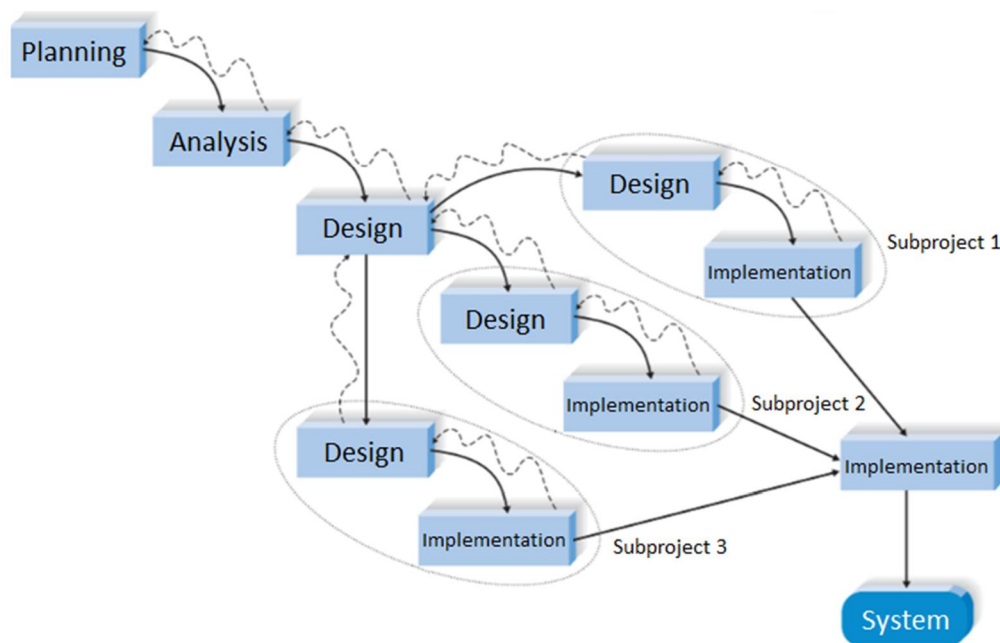 Planning
Analysis
Design
Design
Implementation
Subproject 1
Design
Implementation
Subproject 2
Design
Implementation
Subproject 3
Implementation
System